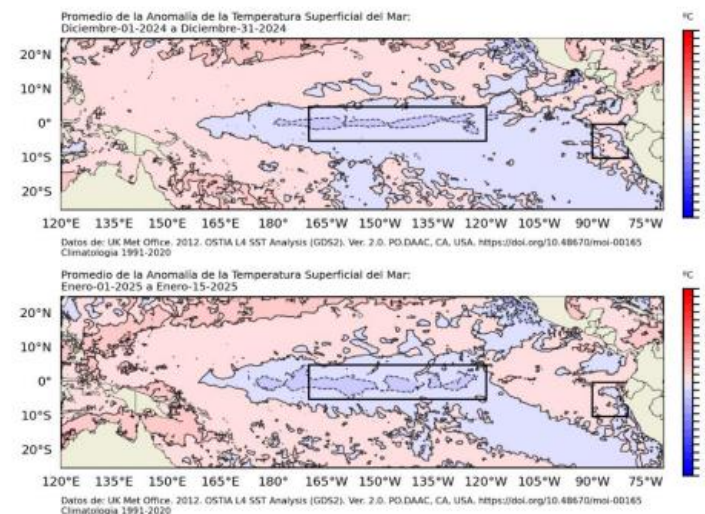 Promedio de la Anomalía de la Temperatura Superficial del Mar:
Diciembre-01-2024 a Diciembre-31-2024
ºC
20°N
10°N
0°
10°S
20°S
120°E 135°E 150°E 165°E 180° 165°W 150°W 135°W 120°W 105°W 90°W 75°W
Datos de: UK Met Office. 2012. OSTIA L4 SST Analysis (GDS2). Ver. 2.0. PO.DAAC, CA, USA. https://doi.org/10.48670/moi-00165
Climatología 1991-2020
Promedio de la Anomalía de la Temperatura Superficial del Mar:
Enero-01-2025 a Enero-15-2025
ºC
20°N
10°N
0°
10°S
20°S
120°E 135°E 150°E 165°E 180° 165°W 150°W 135°W 120°W 105°W 90°W 75°W
Datos de: UK Met Office. 2012. OSTIA L4 SST Analysis (GDS2). Ver. 2.0. PO.DAAC, CA, USA. https://doi.org/10.48670/moi-00165
Climatología 1991-2020